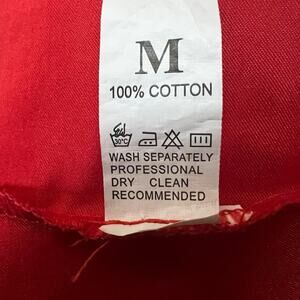 M
100% COTTON
30°C
WASH SEPARATELY
PROFESSIONAL
DRY CLEAN
RECOMMENDED